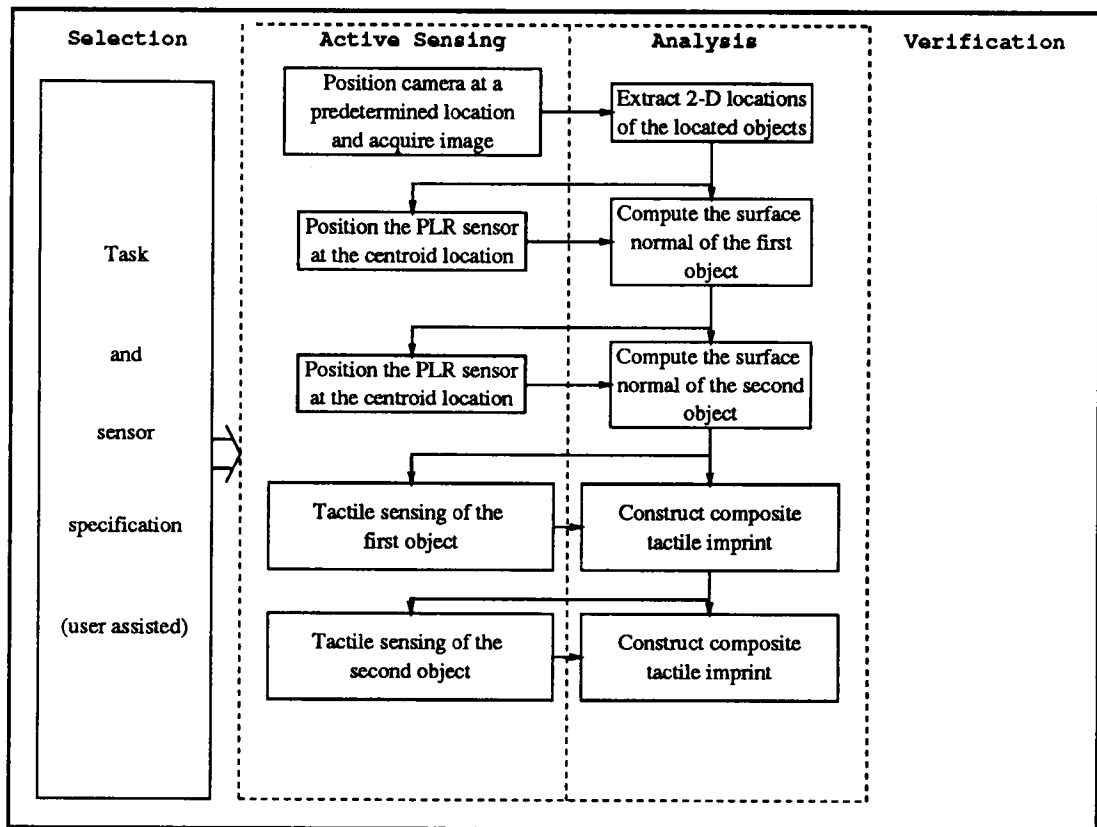 Selection
Active Sensing
Analysis
Verification
Position camera at a
predetermined location
and acquire image
Extract 2-D locations
of the located objects
Position the PLR sensor
at the centroid location
Compute the surface
normal of the first
object
Position the PLR sensor
at the centroid location
Compute the surface
normal of the second
object
Tactile sensing of the
first object
Construct composite
tactile imprint
Tactile sensing of the
second object
Construct composite
tactile imprint
Task
and
sensor
specification
(user assisted)